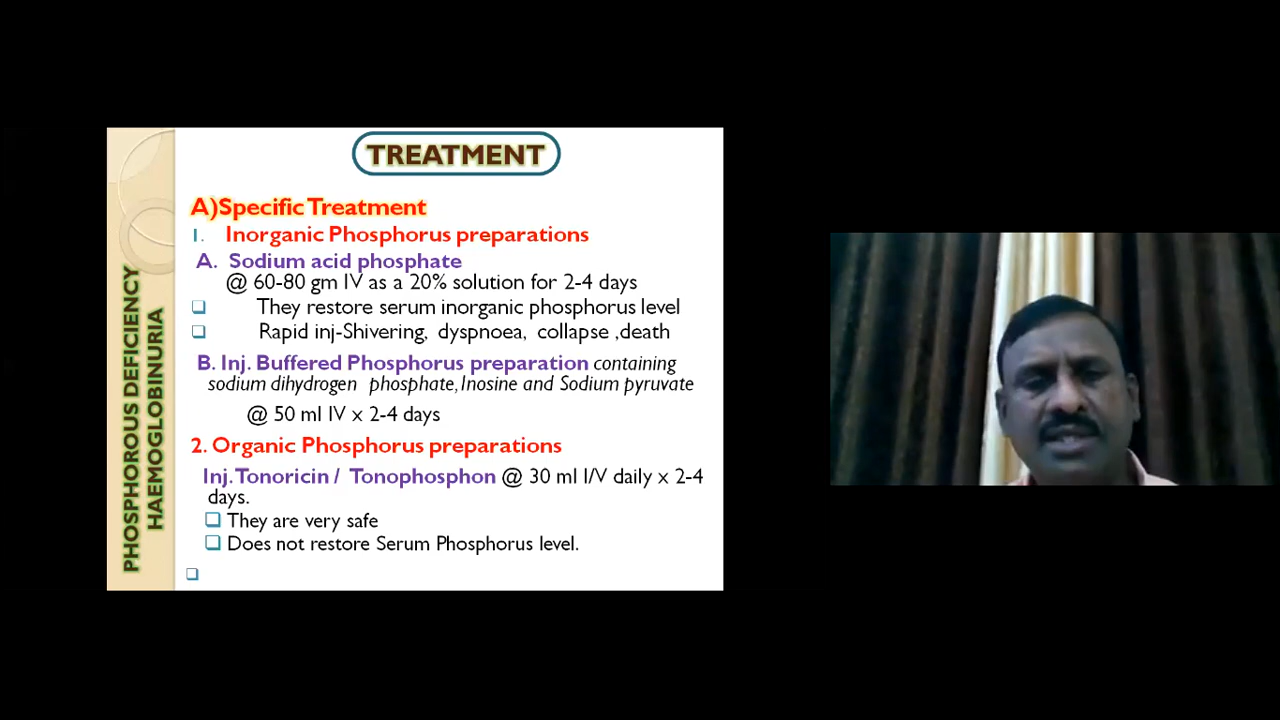 TREATMENT
A)Specific Treatment
1. Inorganic Phosphorus preparations
A. Sodium acid phosphate
@ 60-80 gm IV as a 20% solution for 2-4 days
They restore serum inorganic phosphorus level
Rapid inj-Shivering, dyspnoea, collapse ,death
B. Inj. Buffered Phosphorus preparation containing
sodium dihydrogen phosphate, Inosine and Sodium pyruvate
@ 50 ml IV x 2-4 days
2. Organic Phosphorus preparations
Inj. Tonoricin / Tonophosphon @ 30 ml I/V daily x 2-4
days.
They are very safe
Does not restore Serum Phosphorus level.
PHOSPHOROUS DEFICIENCY
HAEMOGLOBINURIA